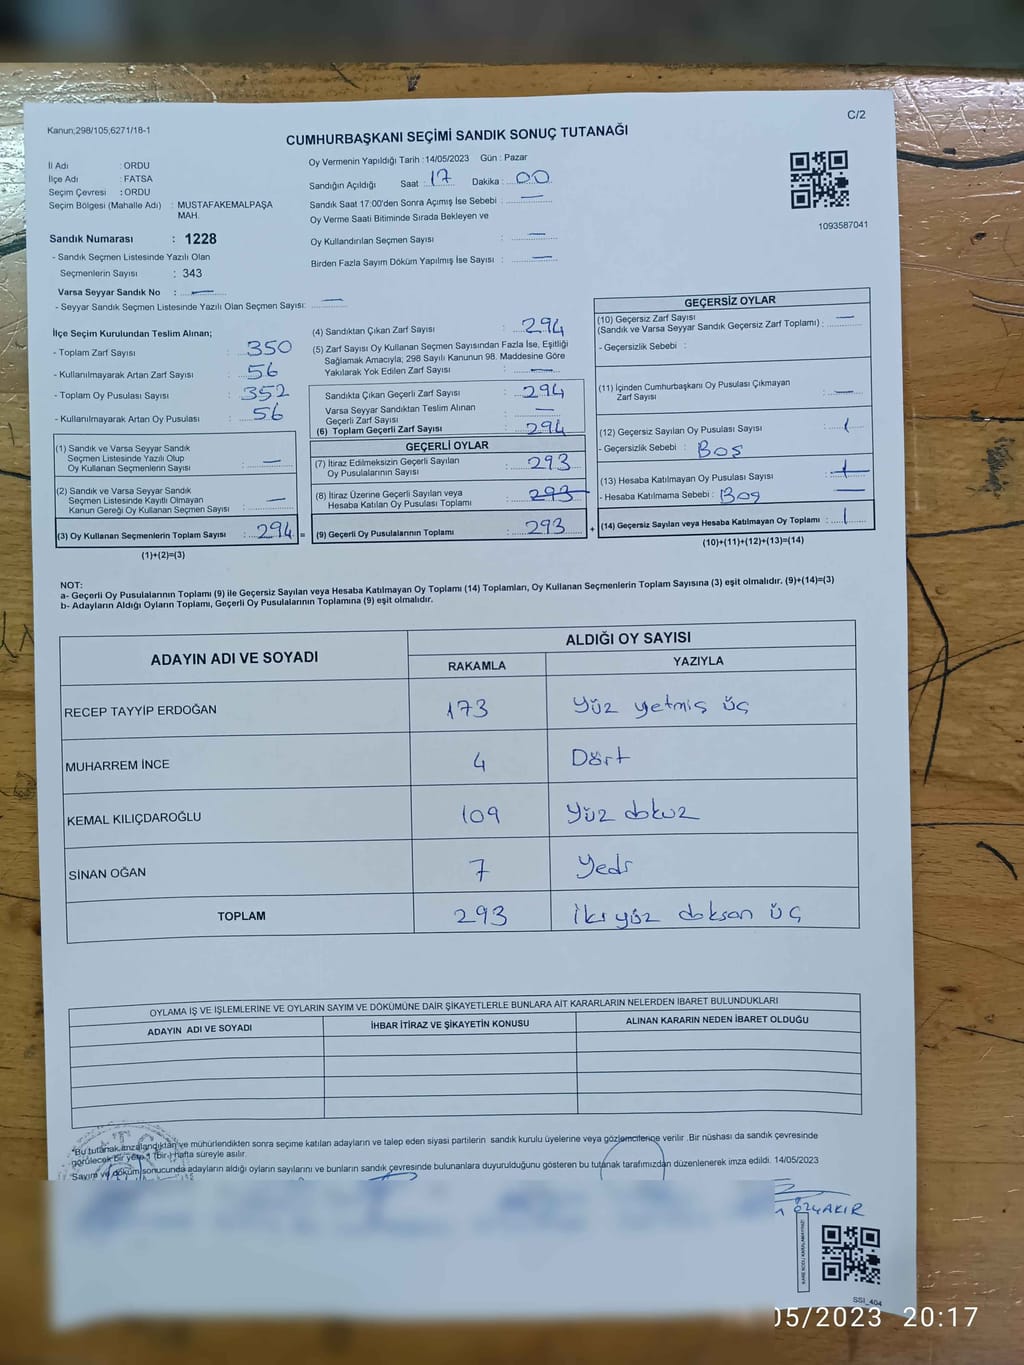 Kanun;298/105,6271/18-1
C/2
CUMHURBAŞKANI SEÇİMİ SANDIK SONUÇ TUTANAĞI
İl Adı : ORDU
İlçe Adı : FATSA
Seçim Çevresi : ORDU
Seçim Bölgesi (Mahalle Adı) : MUSTAFAKEMALPAŞA
MAH.
Sandık Numarası : 1228
- Sandık Seçmen Listesinde Yazılı Olan
Seçmenlerin Sayısı : 343
Varsa Seyyar Sandık No : —
- Seyyar Sandık Seçmen Listesinde Yazılı Olan Seçmen Sayısı: —
Oy Vermenin Yapıldığı Tarih :14/05/2023 Gün : Pazar
Sandığın Açıldığı Saat : 17 Dakika : 00
Sandık Saat 17:00'den Sonra Açımış İse Sebebi : —
Oy Verme Saati Bitiminde Sırada Bekleyen ve
Oy Kullandırılan Seçmen Sayısı : —
Birden Fazla Sayım Döküm Yapılmış İse Sayısı : —
1093587041
İlçe Seçim Kurulundan Teslim Alınan;
- Toplam Zarf Sayısı : 350
- Kullanılmayarak Artan Zarf Sayısı : 56
- Toplam Oy Pusulası Sayısı : 352
- Kullanılmayarak Artan Oy Pusulası : 56
(1) Sandık ve Varsa Seyyar Sandık
Seçmen Listesinde Yazılı Olup
Oy Kullanan Seçmenlerin Sayısı : —
(2) Sandık ve Varsa Seyyar Sandık
Seçmen Listesinde Kayıtlı Olmayan
Kanun Gereği Oy Kullanan Seçmen Sayısı : —
(3) Oy Kullanan Seçmenlerin Toplam Sayısı : 294 =
(1)+(2)=(3)
(4) Sandıktan Çıkan Zarf Sayısı : 294
(5) Zarf Sayısı Oy Kullanan Seçmen Sayısından Fazla İse, Eşitliği
Sağlamak Amacıyla; 298 Sayılı Kanunun 98. Maddesine Göre
Yakılarak Yok Edilen Zarf Sayısı : —
Sandıkta Çıkan Geçerli Zarf Sayısı : 294
Varsa Seyyar Sandıktan Teslim Alınan
Geçerli Zarf Sayısı : —
(6) Toplam Geçerli Zarf Sayısı : 294
GEÇERLİ OYLAR
(7) İtiraz Edilmeksizin Geçerli Sayılan
Oy Pusulalarının Sayısı : 293
(8) İtiraz Üzerine Geçerli Sayılan veya
Hesaba Katılan Oy Pusulası Toplamı : 293
(9) Geçerli Oy Pusulalarının Toplamı : 293 +
GEÇERSİZ OYLAR
(10) Geçersiz Zarf Sayısı
(Sandık ve Varsa Seyyar Sandık Geçersiz Zarf Toplamı) : —
- Geçersizlik Sebebi :
(11) İçinden Cumhurbaşkanı Oy Pusulası Çıkmayan
Zarf Sayısı : —
(12) Geçersiz Sayılan Oy Pusulası Sayısı : 1
- Geçersizlik Sebebi : Boş
(13) Hesaba Katılmayan Oy Pusulası Sayısı : 1
- Hesaba Katılmama Sebebi : Boş —
(14) Geçersiz Sayılan veya Hesaba Katılmayan Oy Toplamı : 1
(10)+(11)+(12)+(13)=(14)
NOT:
a- Geçerli Oy Pusulalarının Toplamı (9) ile Geçersiz Sayılan veya Hesaba Katılmayan Oy Toplamı (14) Toplamları, Oy Kullanan Seçmenlerin Toplam Sayısına (3) eşit olmalıdır. (9)+(14)=(3)
b- Adayların Aldığı Oyların Toplamı, Geçerli Oy Pusulalarının Toplamına (9) eşit olmalıdır.
ADAYIN ADI VE SOYADI
ALDIĞI OY SAYISI
RAKAMLA YAZIYLA
RECEP TAYYİP ERDOĞAN 173 Yüz yetmiş üç
MUHARREM İNCE 4 Dört
KEMAL KILIÇDAROĞLU 109 Yüz dokuz
SİNAN OĞAN 7 Yedi
TOPLAM 293 İki yüz doksan üç
OYLAMA İŞ VE İŞLEMLERİNE VE OYLARIN SAYIM VE DÖKÜMÜNE DAİR ŞİKAYETLERLE BUNLARA AİT KARARLARIN NELERDEN İBARET BULUNDUKLARI
ADAYIN ADI VE SOYADI İHBAR İTİRAZ VE ŞİKAYETİN KONUSU ALINAN KARARIN NEDEN İBARET OLDUĞU
"Bu tutanak imzalandıktan ve mühürlendikten sonra seçime katılan adayların ve talep eden siyasi partilerin sandık kurulu üyelerine veya gözlemcilerine verilir .Bir nüshası da sandık çevresinde
görülecek bir yere 1 (bir) hafta süreyle asılır.
Sayım ve döküm sonucunda adayların aldığı oyların sayılarını ve bunların sandık çevresinde bulunanlara duyurulduğunu gösteren bu tutanak tarafımızdan düzenlenerek imza edildi. 14/05/2023
ÖZÇAKIR
SSI_404
05/2023 20:17